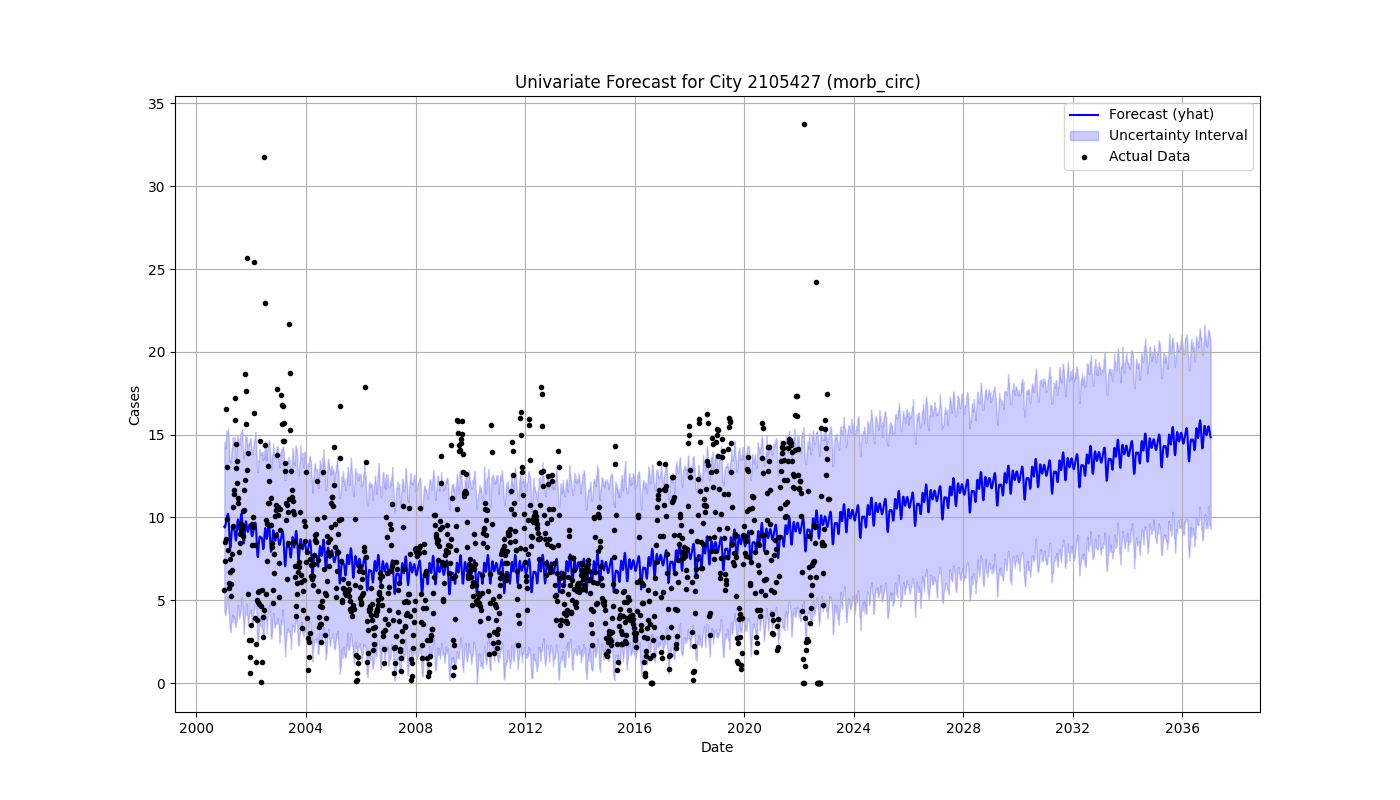 Univariate Forecast for City 2105427 (morb_circ)
Forecast (yhat)
Uncertainty Interval
Actual Data
Cases
35
30
25
20
15
10
5
0
2000 2004 2008 2012 2016 2020 2024 2028 2032 2036
Date